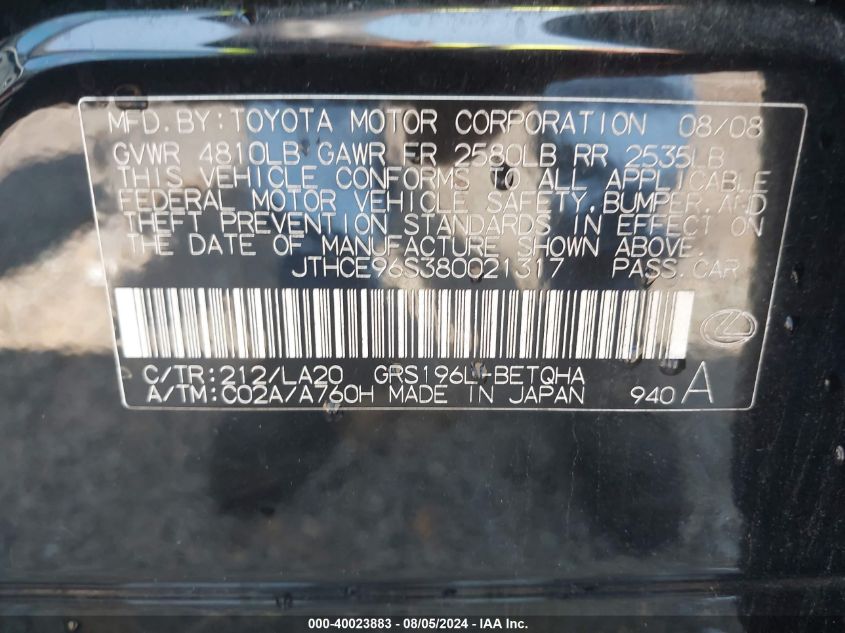 MFD.BY:TOYOTA MOTOR CORPORATION 08/08
GVWR 4810LB GAWR FR 2580LB RR 2535LB
THIS VEHICLE CONFORMS TO ALL APPLICABLE
FEDERAL MOTOR VEHICLE SAFETY,BUMPER,AND
THEFT PREVENTION STANDARDS IN EFFECT ON
THE DATE OF MANUFACTURE SHOWN ABOVE.
JTHCE96S380021317 PASS.CAR
C/TR:212/LA20 GRS196L-BETQHA
A/TM:C02A/A760H MADE IN JAPAN 940 A
000-40023883 - 08/05/2024 - IAA Inc.